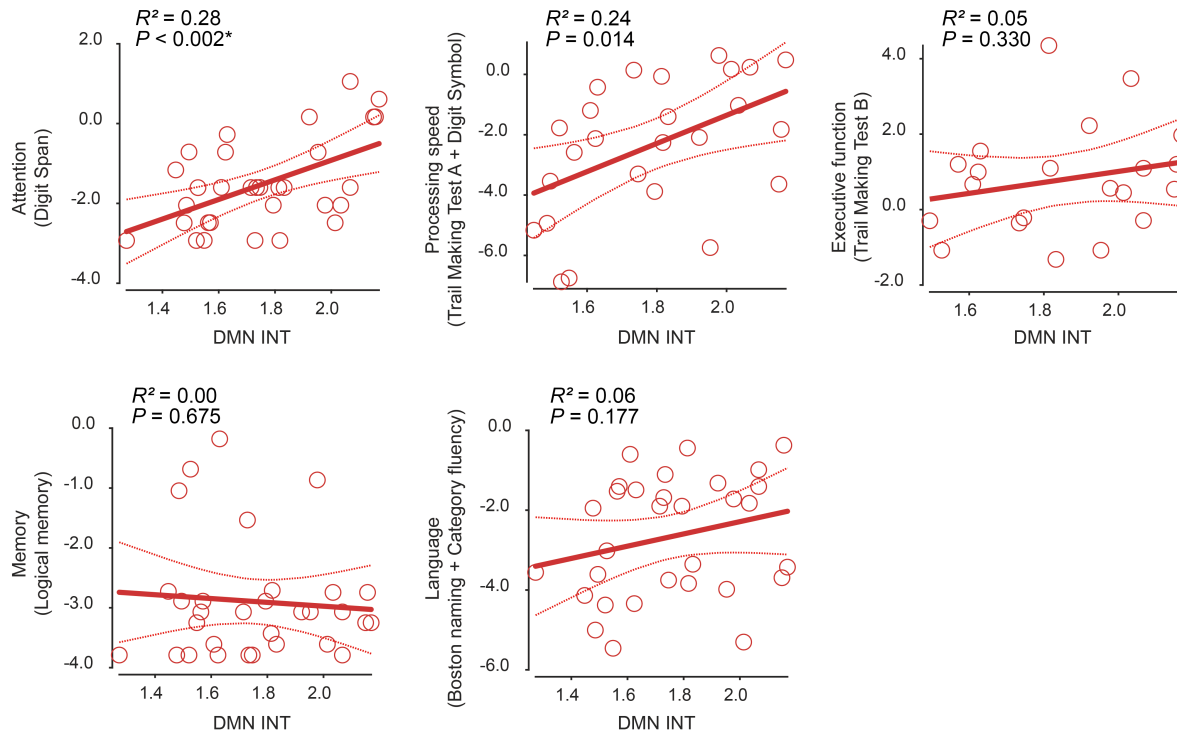 R² = 0.28
P < 0.002*
2.0
0.0
-2.0
-4.0
Attention
(Digit Span)
1.4
1.6
1.8
2.0
DMN INT
R² = 0.24
P = 0.014
0.0
-2.0
-4.0
-6.0
Processing speed
(Trail Making Test A + Digit Symbol)
1.6
1.8
2.0
DMN INT
R² = 0.05
P = 0.330
4.0
2.0
0.0
-2.0
Executive function
(Trail Making Test B)
1.6
1.8
2.0
DMN INT
R² = 0.00
P = 0.675
0.0
-1.0
-2.0
-3.0
-4.0
Memory
(Logical memory)
1.4
1.6
1.8
2.0
DMN INT
R² = 0.06
P = 0.177
0.0
-2.0
-4.0
-6.0
Language
(Boston naming + Category fluency)
1.4
1.6
1.8
2.0
DMN INT